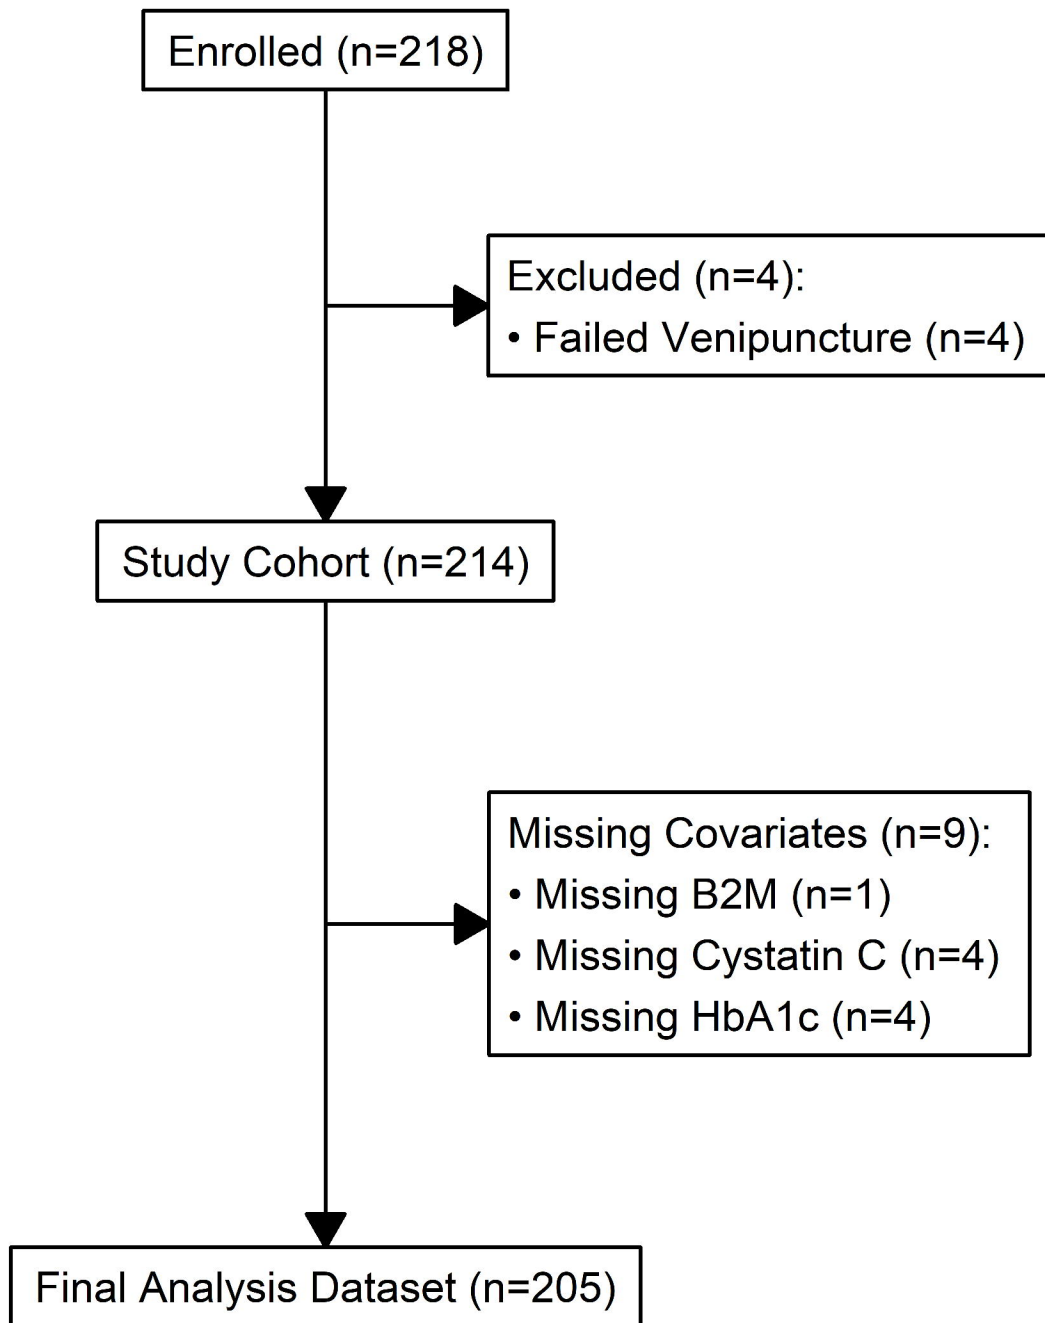 Enrolled (n=218)
Excluded (n=4):
• Failed Venipuncture (n=4)
Study Cohort (n=214)
Missing Covariates (n=9):
• Missing B2M (n=1)
• Missing Cystatin C (n=4)
• Missing HbA1c (n=4)
Final Analysis Dataset (n=205)